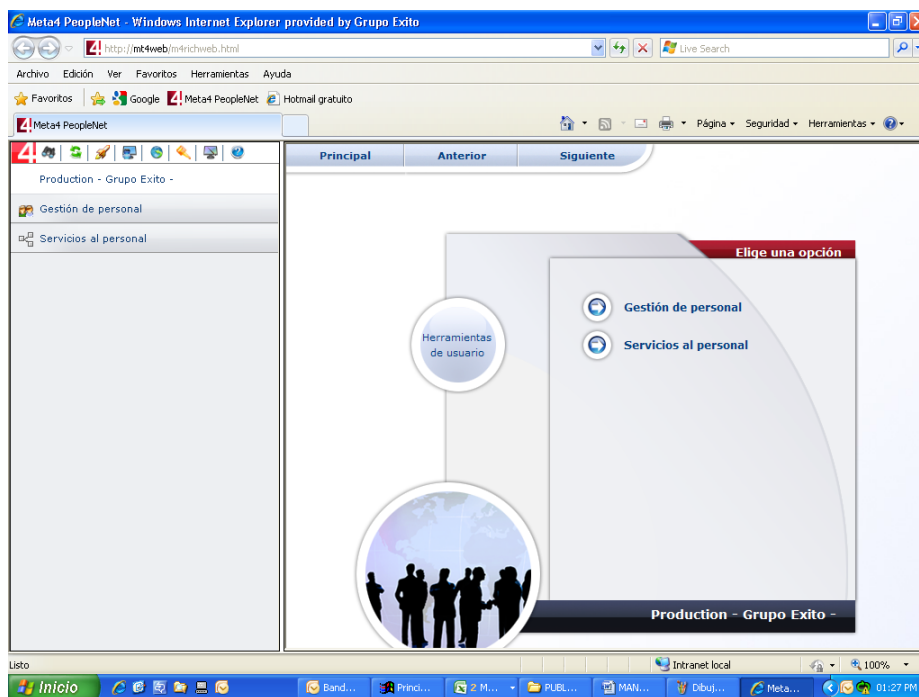 Meta4 PeopleNet - Windows Internet Explorer provided by Grupo Exito
http://mt4web/m4richweb.html
Live Search
Archivo Edición Ver Favoritos Herramientas Ayuda
Favoritos Google Meta4 PeopleNet Hotmail gratuito
Meta4 PeopleNet
Página Seguridad Herramientas
Principal Anterior Siguiente
Production - Grupo Exito -
Gestión de personal
Servicios al personal
Elige una opción
Gestión de personal
Servicios al personal
Herramientas
de usuario
Production - Grupo Exito -
Listo
Intranet local
100%
Inicio
Band... Princi... 2 M... PUBL... MAN... Dibuj... Meta... 01:27 PM